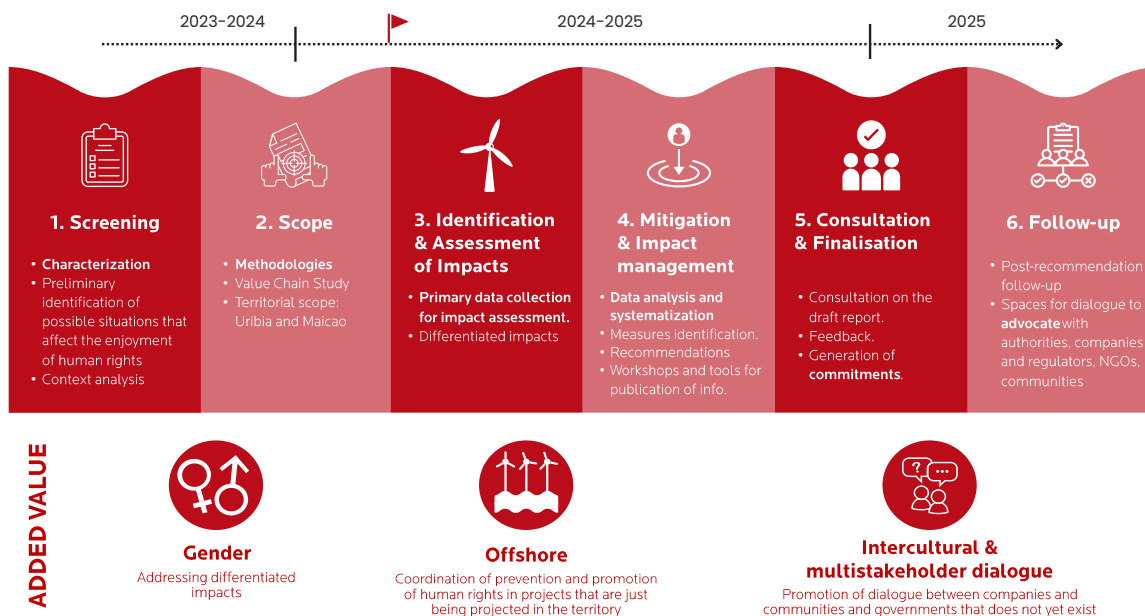 2023-2024
2024-2025
2025
1. Screening
• Characterization
• Preliminary
identification of
possible situations that
affect the enjoyment
of human rights
• Context analysis
2. Scope
• Methodologies
• Value Chain Study
• Territorial scope:
Uribia and Maicao
3. Identification
& Assessment
of Impacts
• Primary data collection
for impact assessment.
• Differentiated impacts
4. Mitigation
& Impact
management
• Data analysis and
systematization
• Measures identification.
• Recommendations
• Workshops and tools for
publication of info.
5. Consultation
& Finalisation
• Consultation on the
draft report.
• Feedback.
• Generation of
commitments.
6. Follow-up
• Post-recommendation
follow-up
• Spaces for dialogue to
advocate with
authorities, companies
and regulators, NGOs,
communities
ADDED VALUE
Gender
Addressing differentiated
impacts
Offshore
Coordination of prevention and promotion
of human rights in projects that are just
being projected in the territory
?
Intercultural &
multistakeholder dialogue
Promotion of dialogue between companies and
communities and governments that does not yet exist